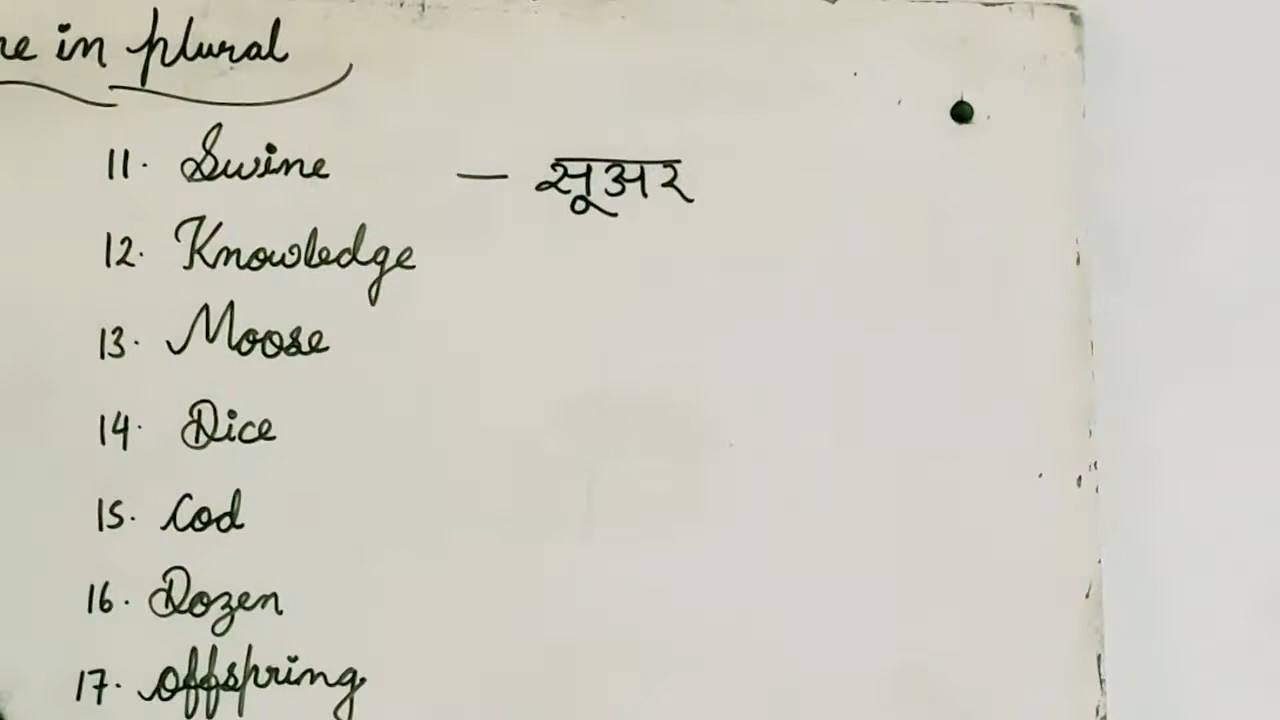 in plural
11. Swine — सूअर
12. Knowledge
13. Moose
14. Dice
15. Cod
16. Dozen
17. offspring